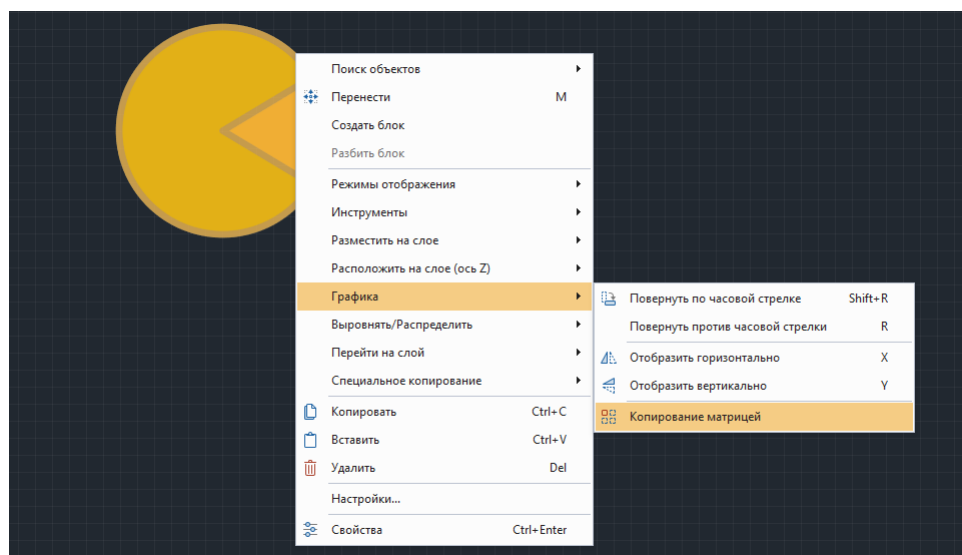 Поиск объектов
Перенести M
Создать блок
Разбить блок
Режимы отображения
Инструменты
Разместить на слое
Расположить на слое (ось Z)
Графика
Выровнять/Распределить
Перейти на слой
Специальное копирование
Копировать Ctrl+C
Вставить Ctrl+V
Удалить Del
Настройки...
Свойства Ctrl+Enter
Повернуть по часовой стрелке Shift+R
Повернуть против часовой стрелки R
Отобразить горизонтально X
Отобразить вертикально Y
Копирование матрицей